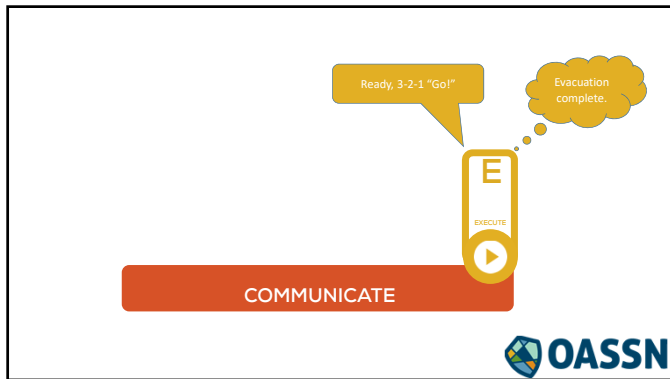 Ready, 3-2-1 “Go!”
Evacuation
complete.
E
EXECUTE
COMMUNICATE
OASSN